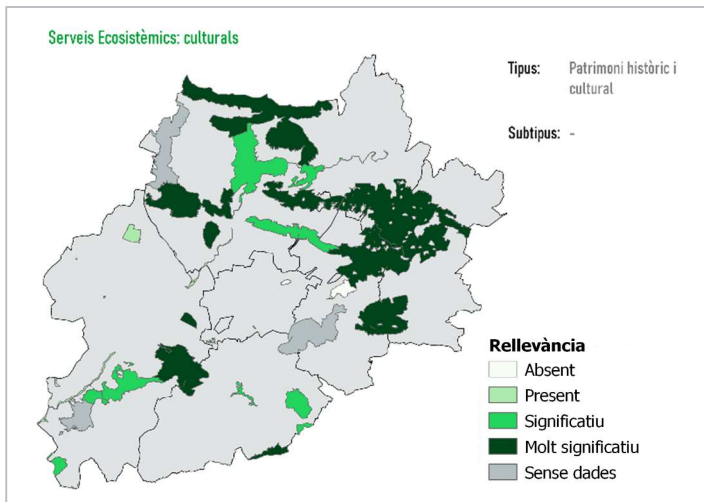 Serveis Ecosistèmics: culturals
Tipus: Patrimoni històric i
cultural
Subtipus: -
Rellevància
Absent
Present
Significatiu
Molt significatiu
Sense dades